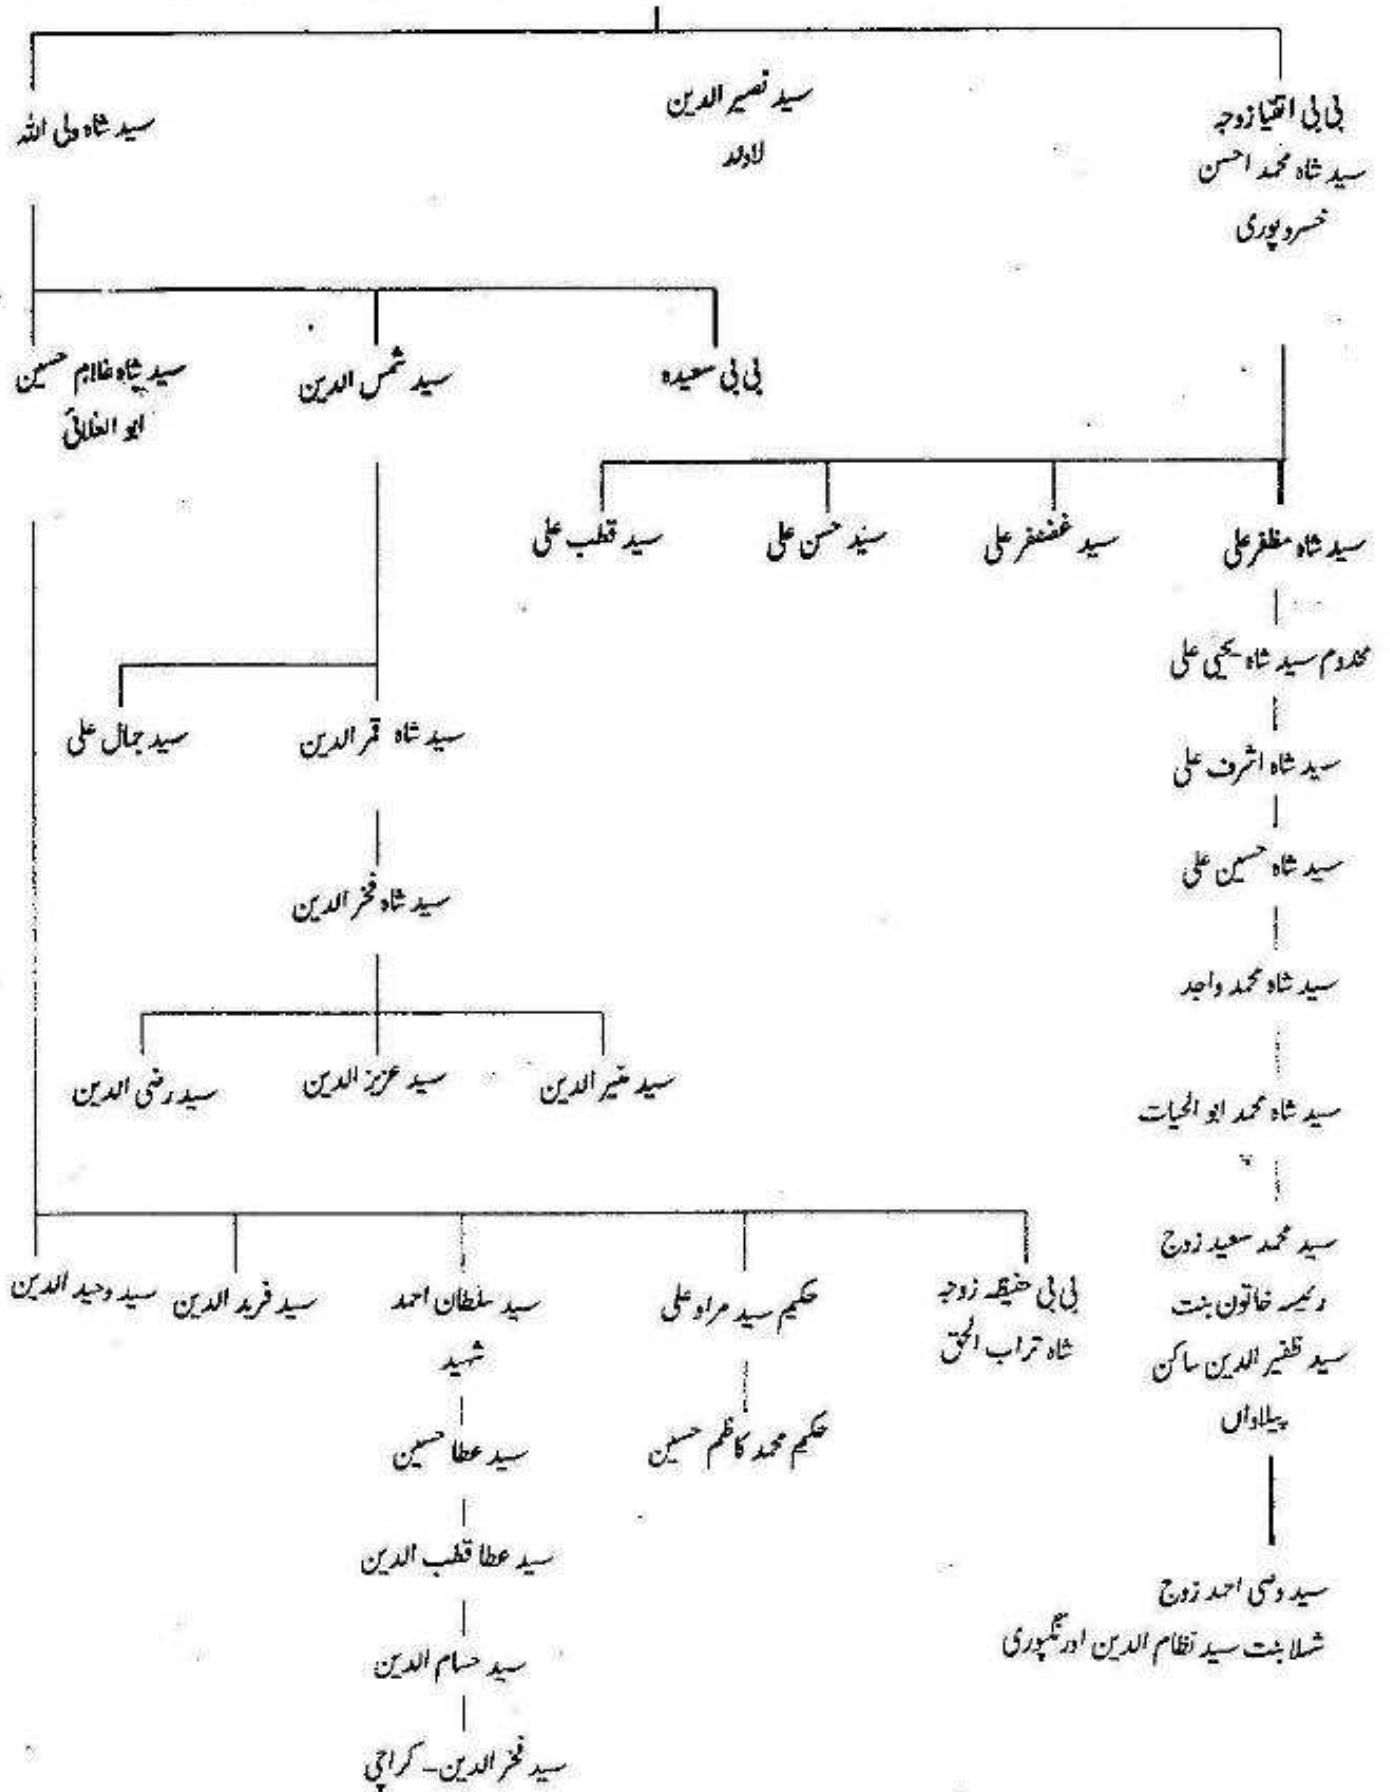 بی بی اتقیا زوجہ
سید شاہ محمد احسن
خسروپوری
سید نصیر الدین
لاولد
سید شاہ ولی اللہ
بی بی سعیدہ
سید شمس الدین
سید شاہ غلام حسین
ابو العلائی
سید شاہ مظفر علی
سید غضنفر علی
سید حسن علی
سید قطب علی
مخدوم سید شاہ یحیی علی
سید شاہ قمر الدین
سید جمال علی
سید شاہ اشرف علی
سید شاہ حسین علی
سید شاہ فخر الدین
سید شاہ محمد واجد
سید منیر الدین
سید عزیز الدین
سید رضی الدین
سید شاہ محمد ابو الحیات
سید محمد سعید زوج
رئیسہ خاتون بنت
سید ظفیر الدین ساکن
پیلاواں
بی بی حفیظہ زوجہ
شاہ تراب الحق
حکیم سید مراد علی
سید سلطان احمد
شہید
سید فرید الدین
سید وحید الدین
حکیم محمد کاظم حسین
سید عطا حسین
سید عطا قطب الدین
سید وصی احمد زوج
شہلا بنت سید نظام الدین اورنگپوری
سید حسام الدین
سید فخر الدین - کراچی